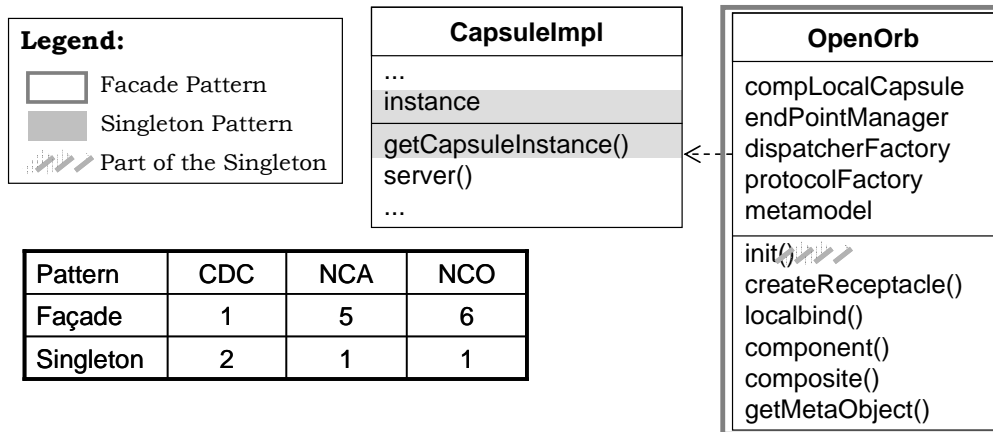 Legend:
Facade Pattern
Singleton Pattern
Part of the Singleton
CapsuleImpl
...
instance
getCapsuleInstance()
server()
...
OpenOrb
compLocalCapsule
endPointManager
dispatcherFactory
protocolFactory
metamodel
init()
createReceptacle()
localbind()
component()
composite()
getMetaObject()
Pattern CDC NCA NCO
Façade 1 5 6
Singleton 2 1 1